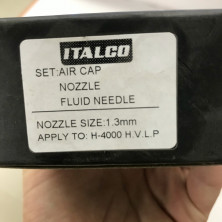 ITALCO
SET:AIR CAP
NOZZLE
FLUID NEEDLE
NOZZLE SIZE:1.3mm
APPLY TO: H-4000 H.V.L.P